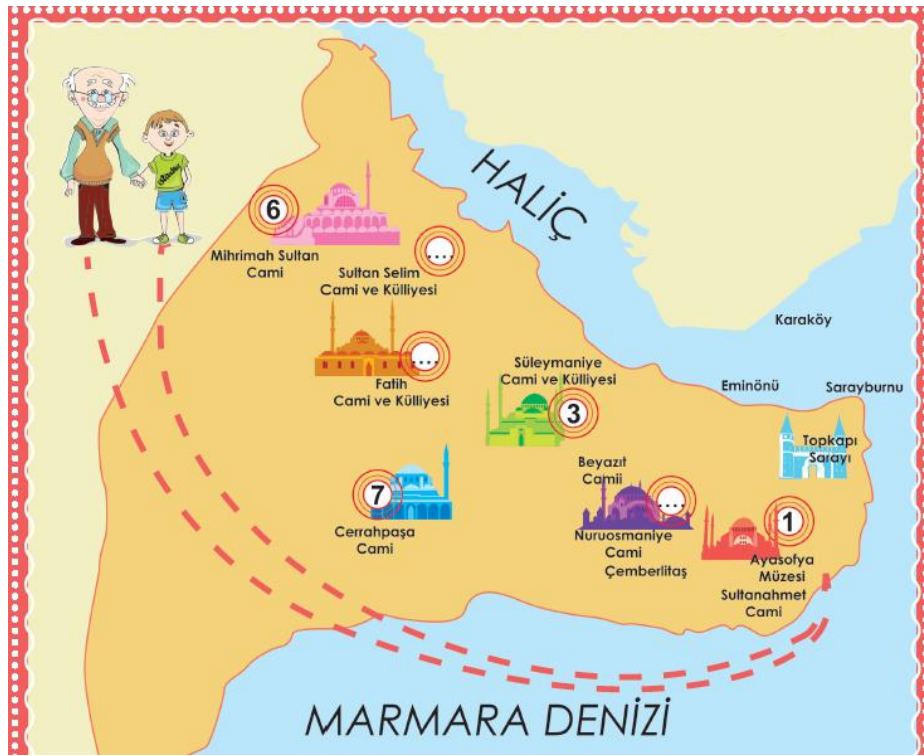 HALİÇ
6
Mihrimah Sultan
Cami
....
Sultan Selim
Cami ve Külliyesi
Karaköy
....
Fatih
Cami ve Külliyesi
Süleymaniye
Cami ve Külliyesi
3
Eminönü
Sarayburnu
Topkapı
Sarayı
7
Cerrahpaşa
Cami
Beyazıt
Camii
....
Nuruosmaniye
Cami
Çemberlitaş
1
Ayasofya
Müzesi
Sultanahmet
Cami
MARMARA DENİZİ